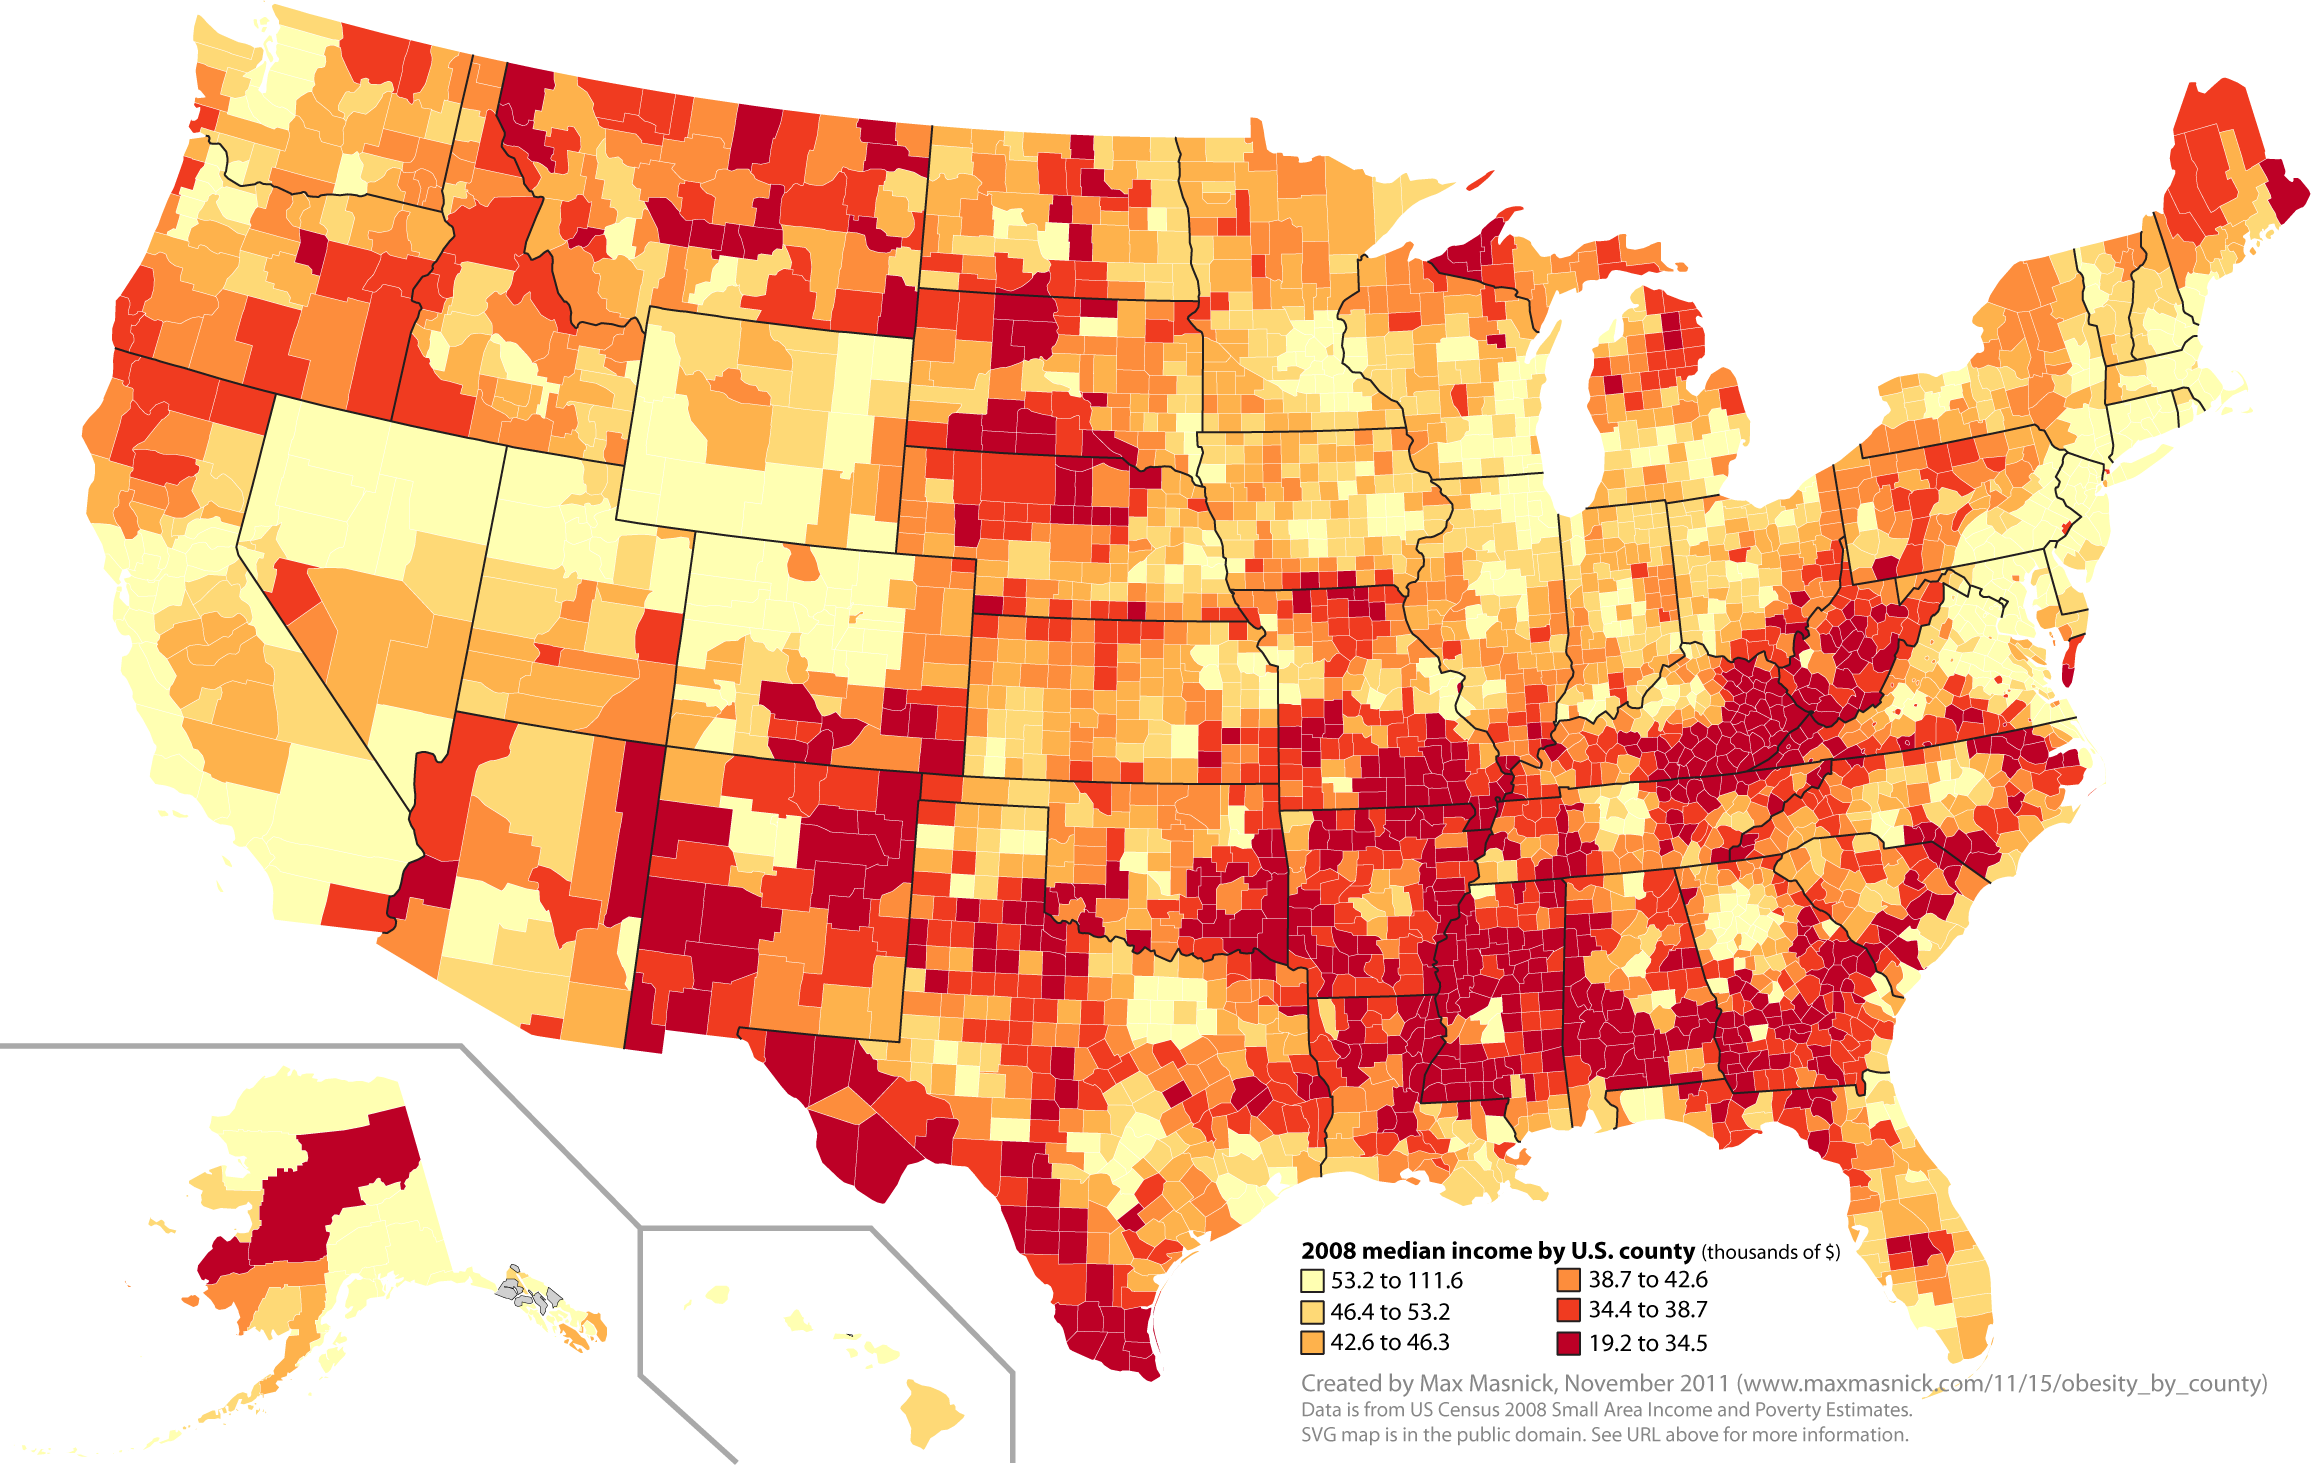 2008 median income by U.S. county (thousands of $)
53.2 to 111.6
38.7 to 42.6
46.4 to 53.2
34.4 to 38.7
42.6 to 46.3
19.2 to 34.5
Created by Max Masnick, November 2011 (www.maxmasnick.com/11/15/obesity_by_county)
Data is from US Census 2008 Small Area Income and Poverty Estimates.
SVG map is in the public domain. See URL above for more information.